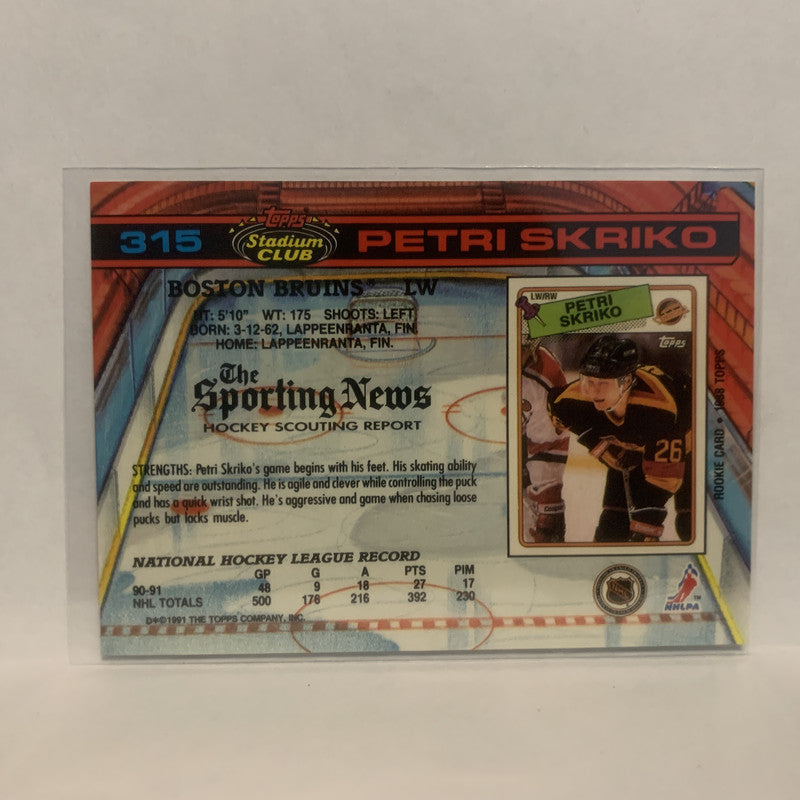 315 Topps Stadium CLUB PETRI SKRIKO
BOSTON BRUINS® LW
HT: 5'10" WT: 175 SHOOTS: LEFT
BORN: 3-12-62, LAPPEENRANTA, FIN.
HOME: LAPPEENRANTA, FIN.
The
Sporting News
HOCKEY SCOUTING REPORT
STRENGTHS: Petri Skriko's game begins with his feet. His skating ability
and speed are outstanding. He is agile and clever while controlling the puck
and has a quick wrist shot. He's aggressive and game when chasing loose
pucks but lacks muscle.
NATIONAL HOCKEY LEAGUE RECORD
GP G A PTS PIM
90-91 48 9 18 27 17
NHL TOTALS 500 176 216 392 230
D*©1991 THE TOPPS COMPANY, INC.
LW/RW
PETRI
SKRIKO
Topps
26
ROOKIE CARD • 1988 TOPPS
NHL
NHLPA
TM